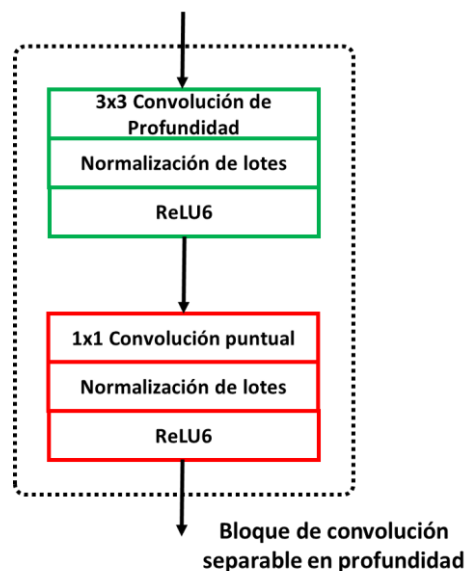 3x3 Convolución de
Profundidad
Normalización de lotes
ReLU6
1x1 Convolución puntual
Normalización de lotes
ReLU6
Bloque de convolución
separable en profundidad